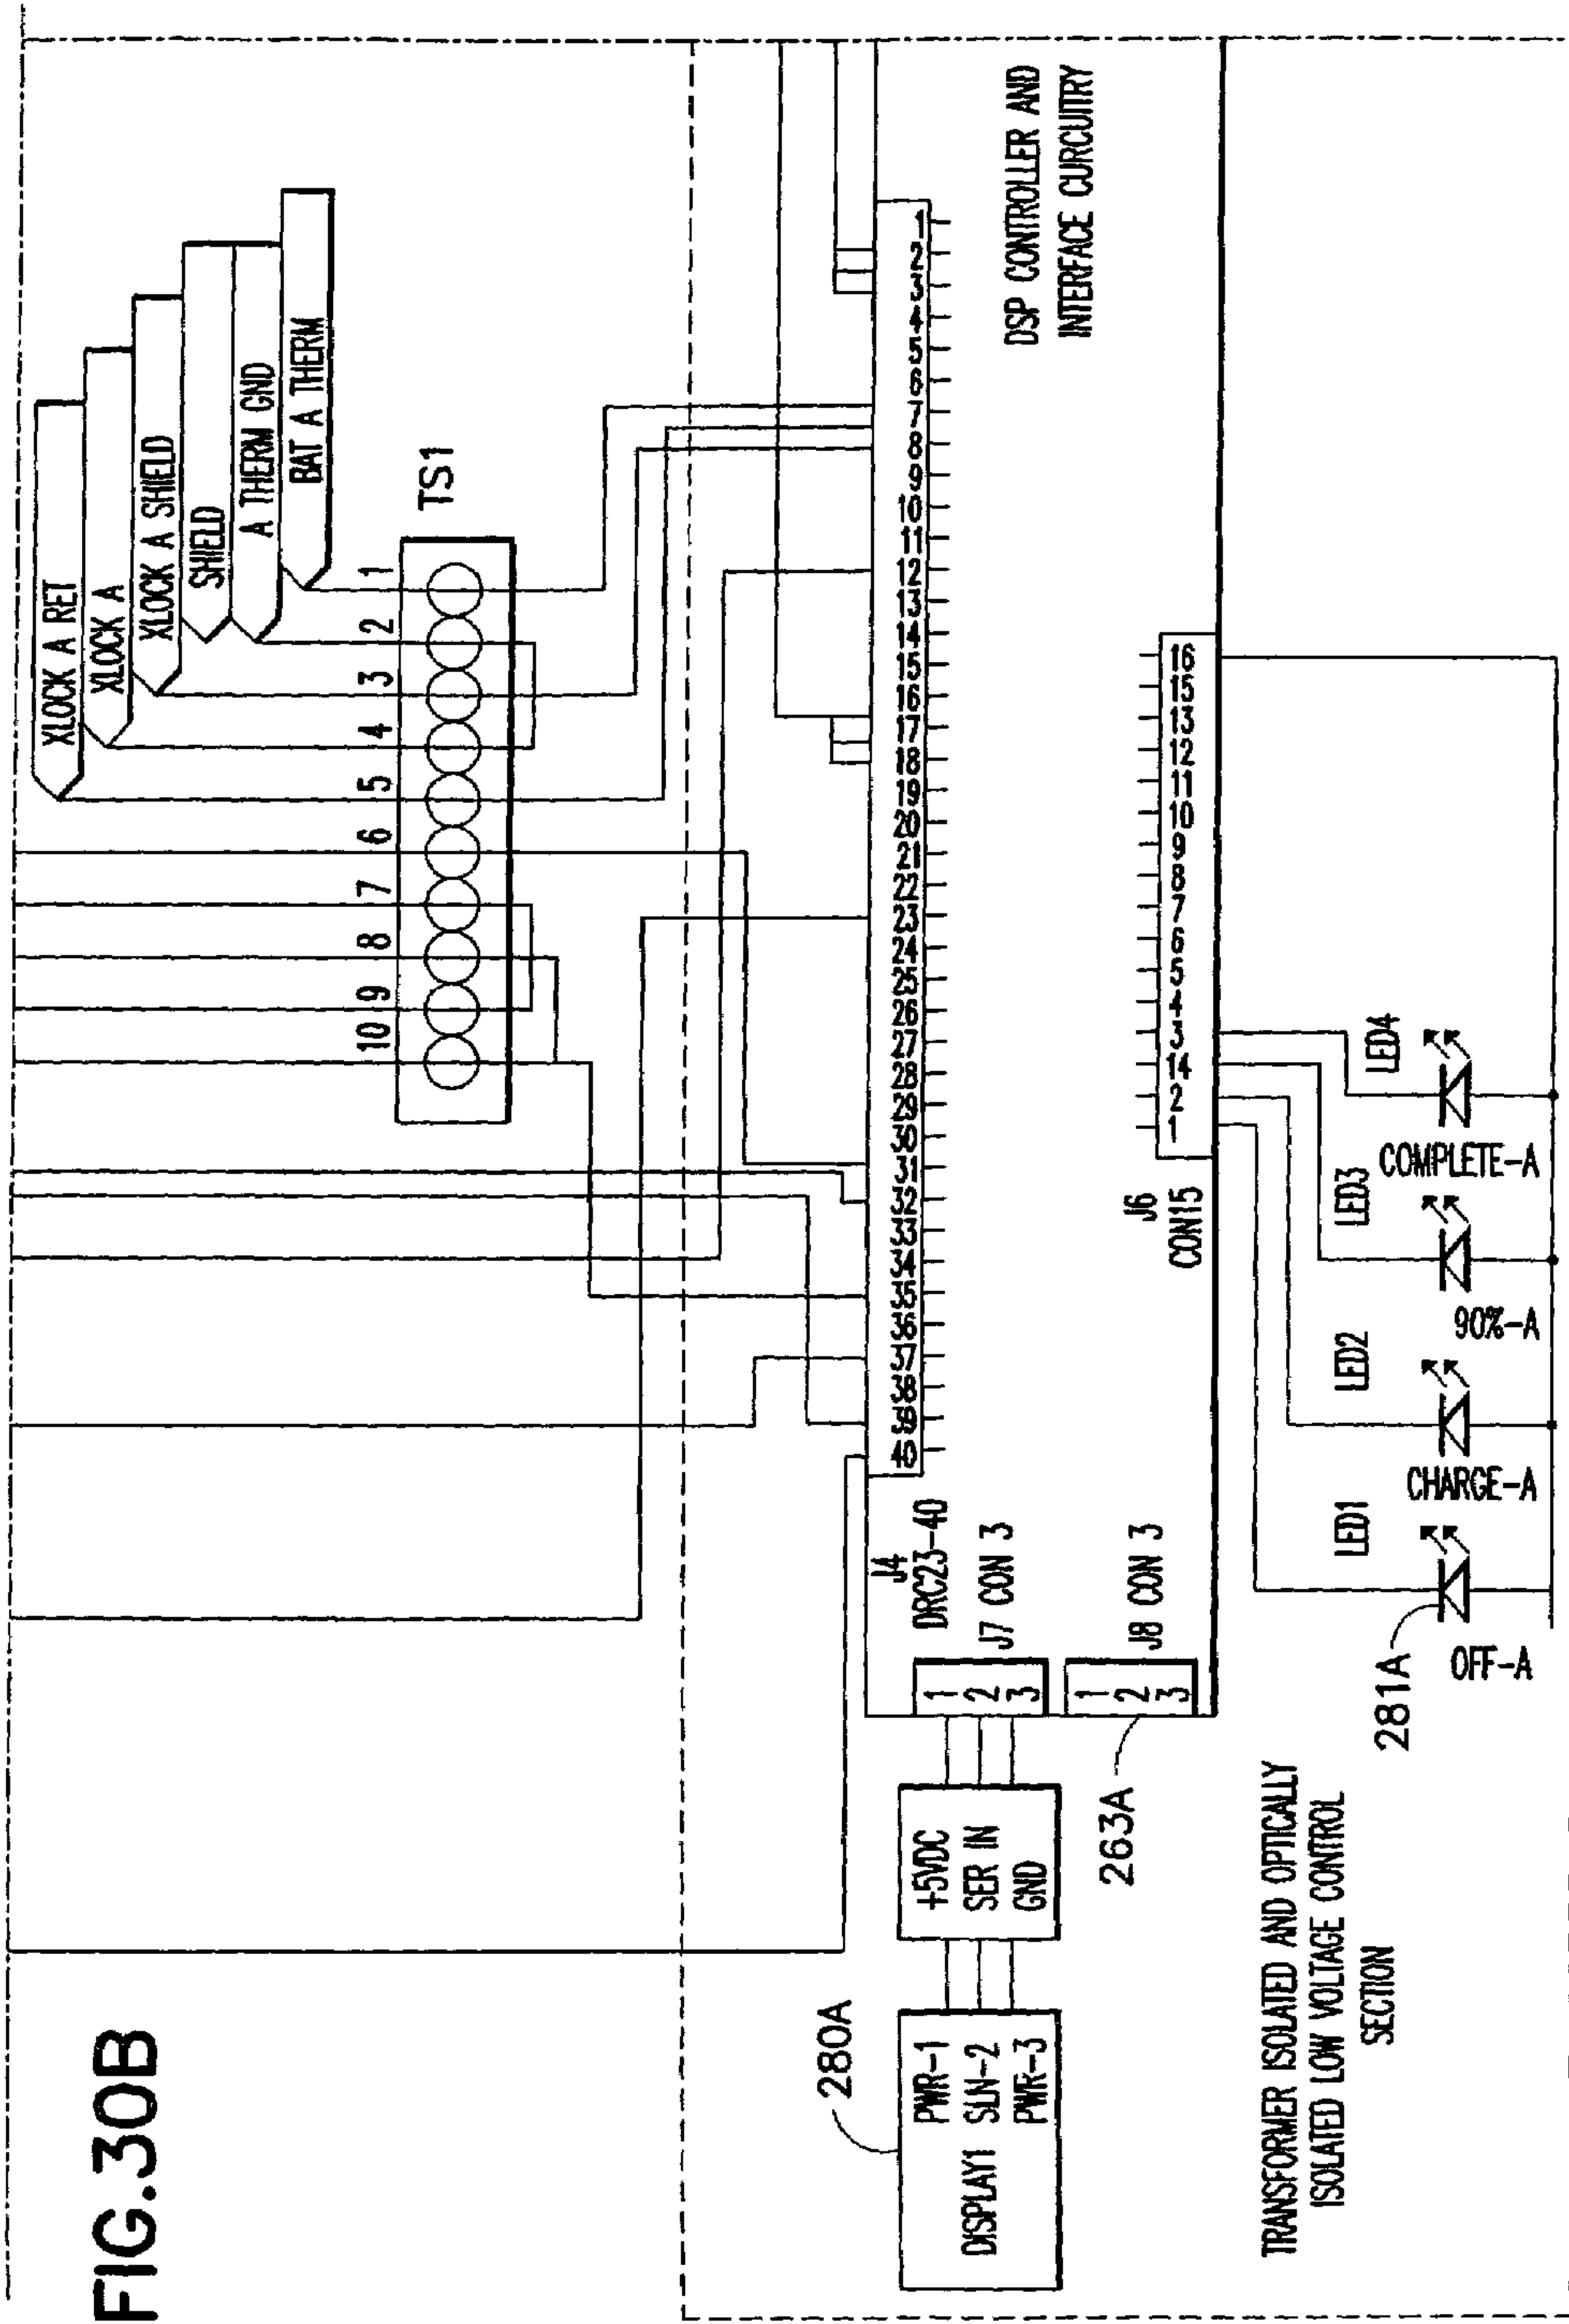 FIG.30B
XLOCK A RET
XLOCK A
XLOCK A SHIELD
SHIELD
A THERM GND
BAT A THERM
10 9 8 7 6 5 4 3 2 1
TS1
40 39 38 37 36 35 34 33 32 31 30 29 28 27 26 25 24 23 22 21 20 19 18 17 16 15 14 13 12 11 10 9 8 7 6 5 4 3 2 1
J4
DRC23-40
J7 CON 3
1
2
3
J8 CON 3
1
2
3
263A
DSP CONTROLLER AND
INTERFACE CURCUITRY
280A
DISPLAY1
PWR-1
SLN-2
PWR-3
+5VDC
SER IN
GND
J6
CON15
1 2 14 3 4 5 6 7 8 9 10 11 12 13 15 16
LED1
LED2
LED3
LED4
281A
OFF-A
CHARGE-A
90%-A
COMPLETE-A
TRANSFORMER ISOLATED AND OPTICALLY
ISOLATED LOW VOLTAGE CONTROL
SECTION